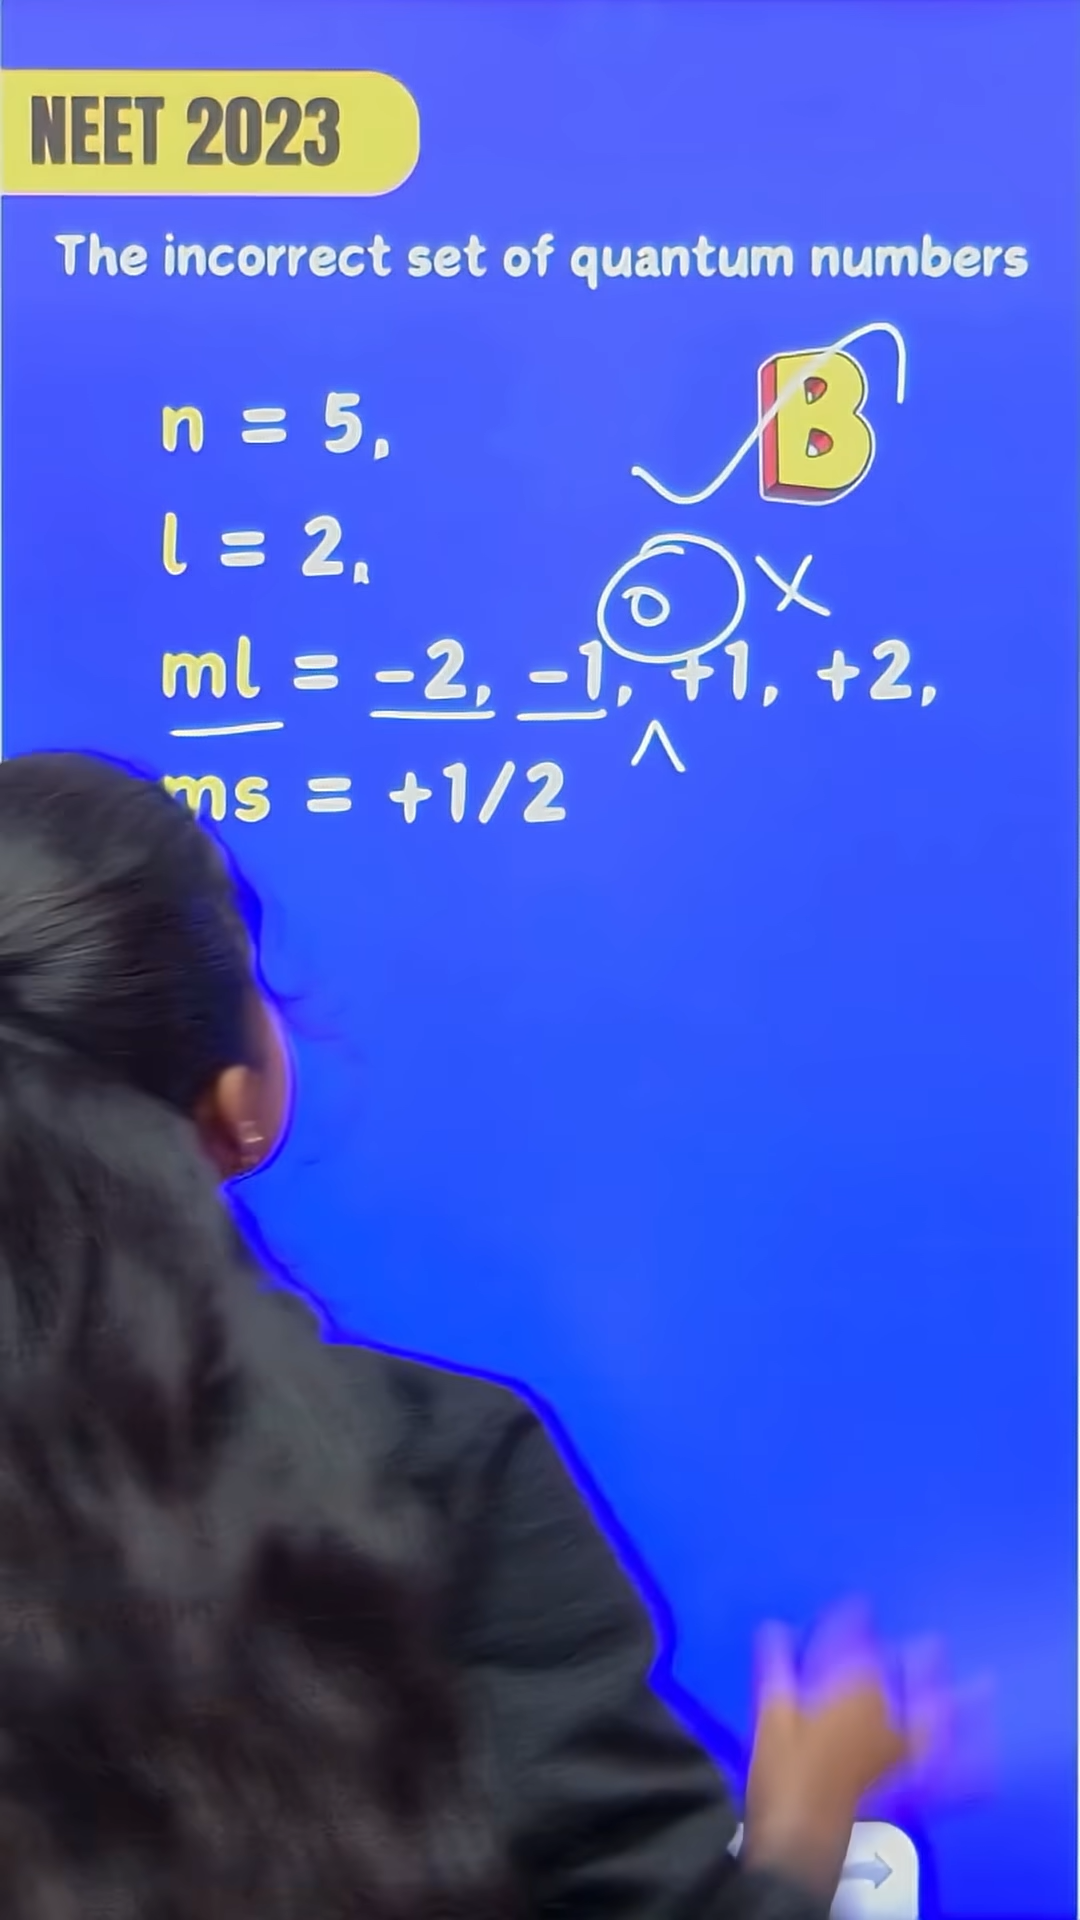 NEET 2023
The incorrect set of quantum numbers
B
n = 5,
l = 2,
0 X
ml = -2, -1, +1, +2,
^
ms = +1/2